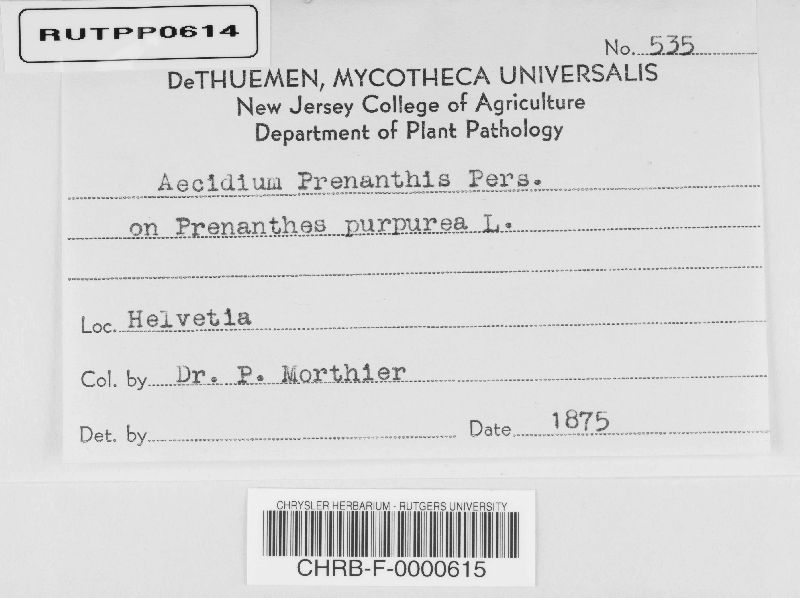 RUTPP0614
No. 535
DeTHUEMEN, MYCOTHECA UNIVERSALIS
New Jersey College of Agriculture
Department of Plant Pathology
Aecidium Prenanthis Pers.
on Prenanthes purpurea L.
Loc. Helvetia
Col. by Dr. P. Morthier
Det. by
Date 1875
CHRYSLER HERBARIUM - RUTGERS UNIVERSITY
CHRB-F-0000615